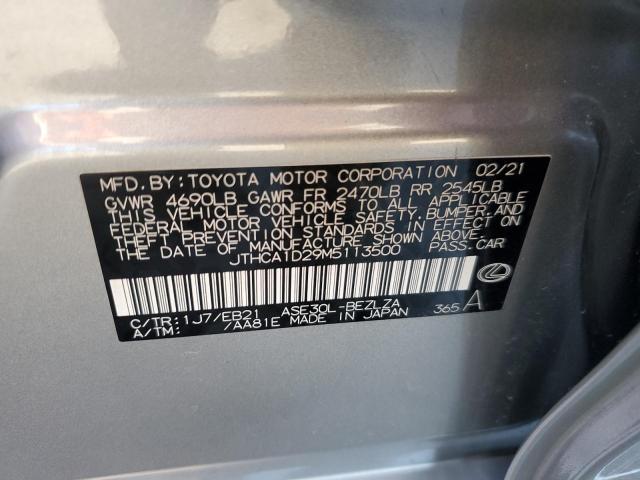 MFD. BY: TOYOTA MOTOR CORPORATION 02/21
GVWR 4690LB GAWR FR 2470LB RR 2545LB
THIS VEHICLE CONFORMS TO ALL APPLICABLE
FEDERAL MOTOR VEHICLE SAFETY, BUMPER, AND
THEFT PREVENTION STANDARDS IN EFFECT ON
THE DATE OF MANUFACTURE SHOWN ABOVE.
JTHCA1D29M5113500 PASS.CAR
C/TR: 1J7/EB21 ASE30L-BEZLZA 365 A
A/TM: /AA81E MADE IN JAPAN